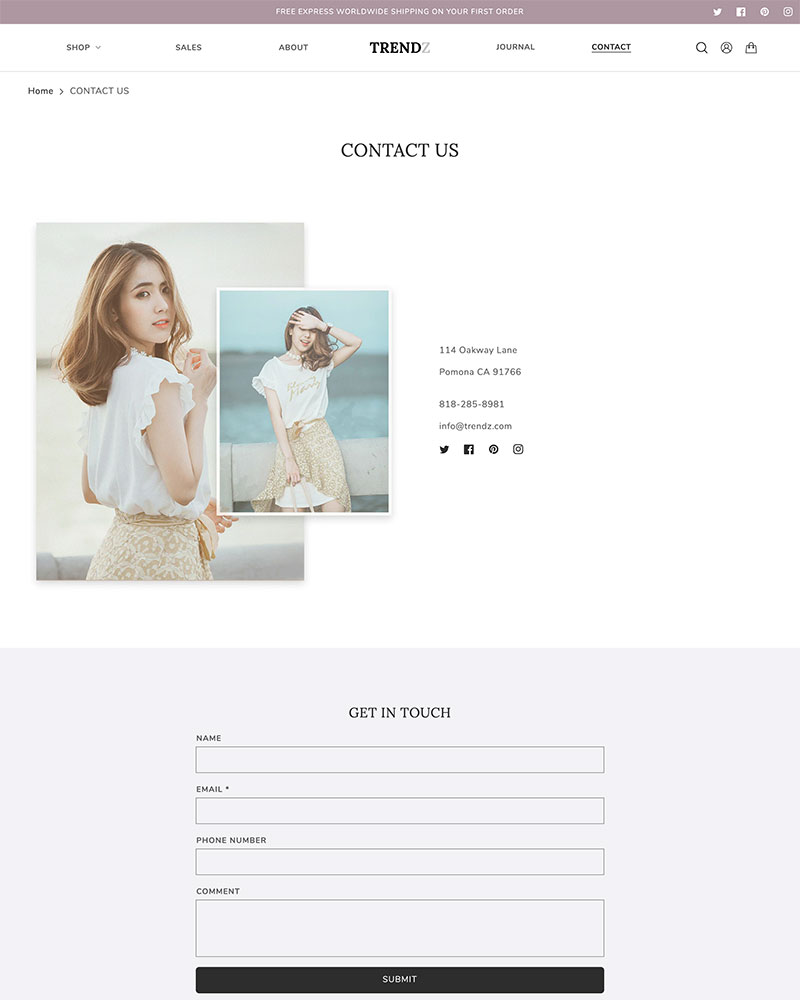 FREE EXPRESS WORLDWIDE SHIPPING ON YOUR FIRST ORDER
SHOP SALES ABOUT TRENDZ JOURNAL CONTACT
Home > CONTACT US
CONTACT US
114 Oakway Lane
Pomona CA 91766
818-285-8981
info@trendz.com
GET IN TOUCH
NAME
EMAIL *
PHONE NUMBER
COMMENT
SUBMIT